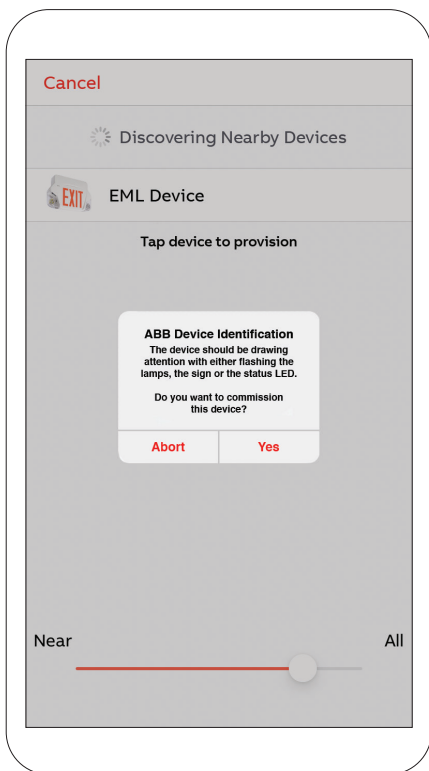 Cancel
Discovering Nearby Devices
EXIT
EML Device
Tap device to provision
ABB Device Identification
The device should be drawing
attention with either flashing the
lamps, the sign or the status LED.
Do you want to commission
this device?
Abort Yes
Near All